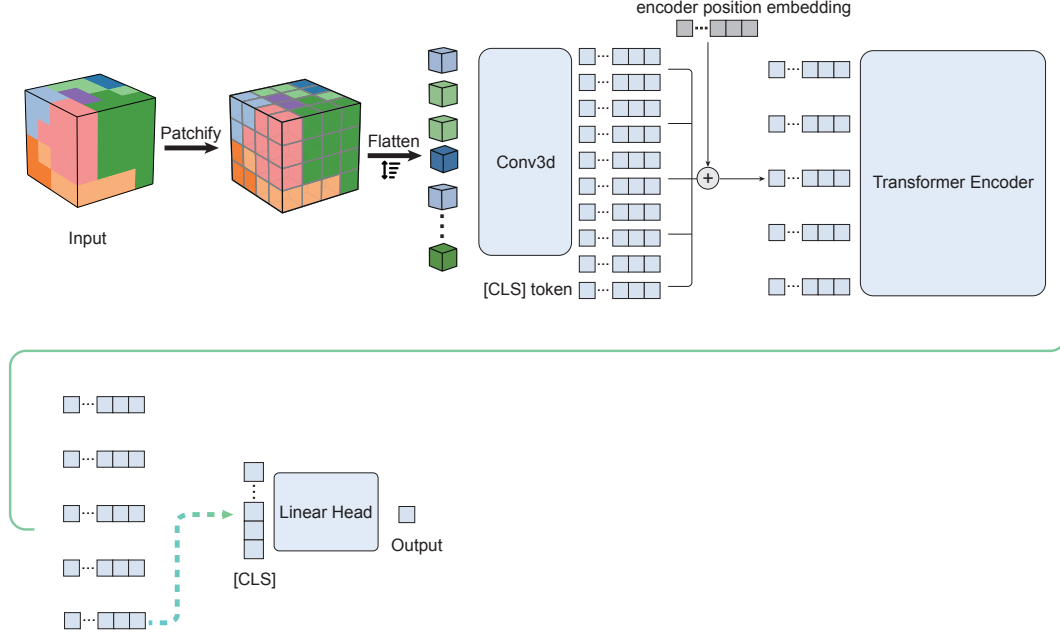 encoder position embedding
Patchify
Flatten
Conv3d
Transformer Encoder
Input
[CLS] token
Linear Head
Output
[CLS]